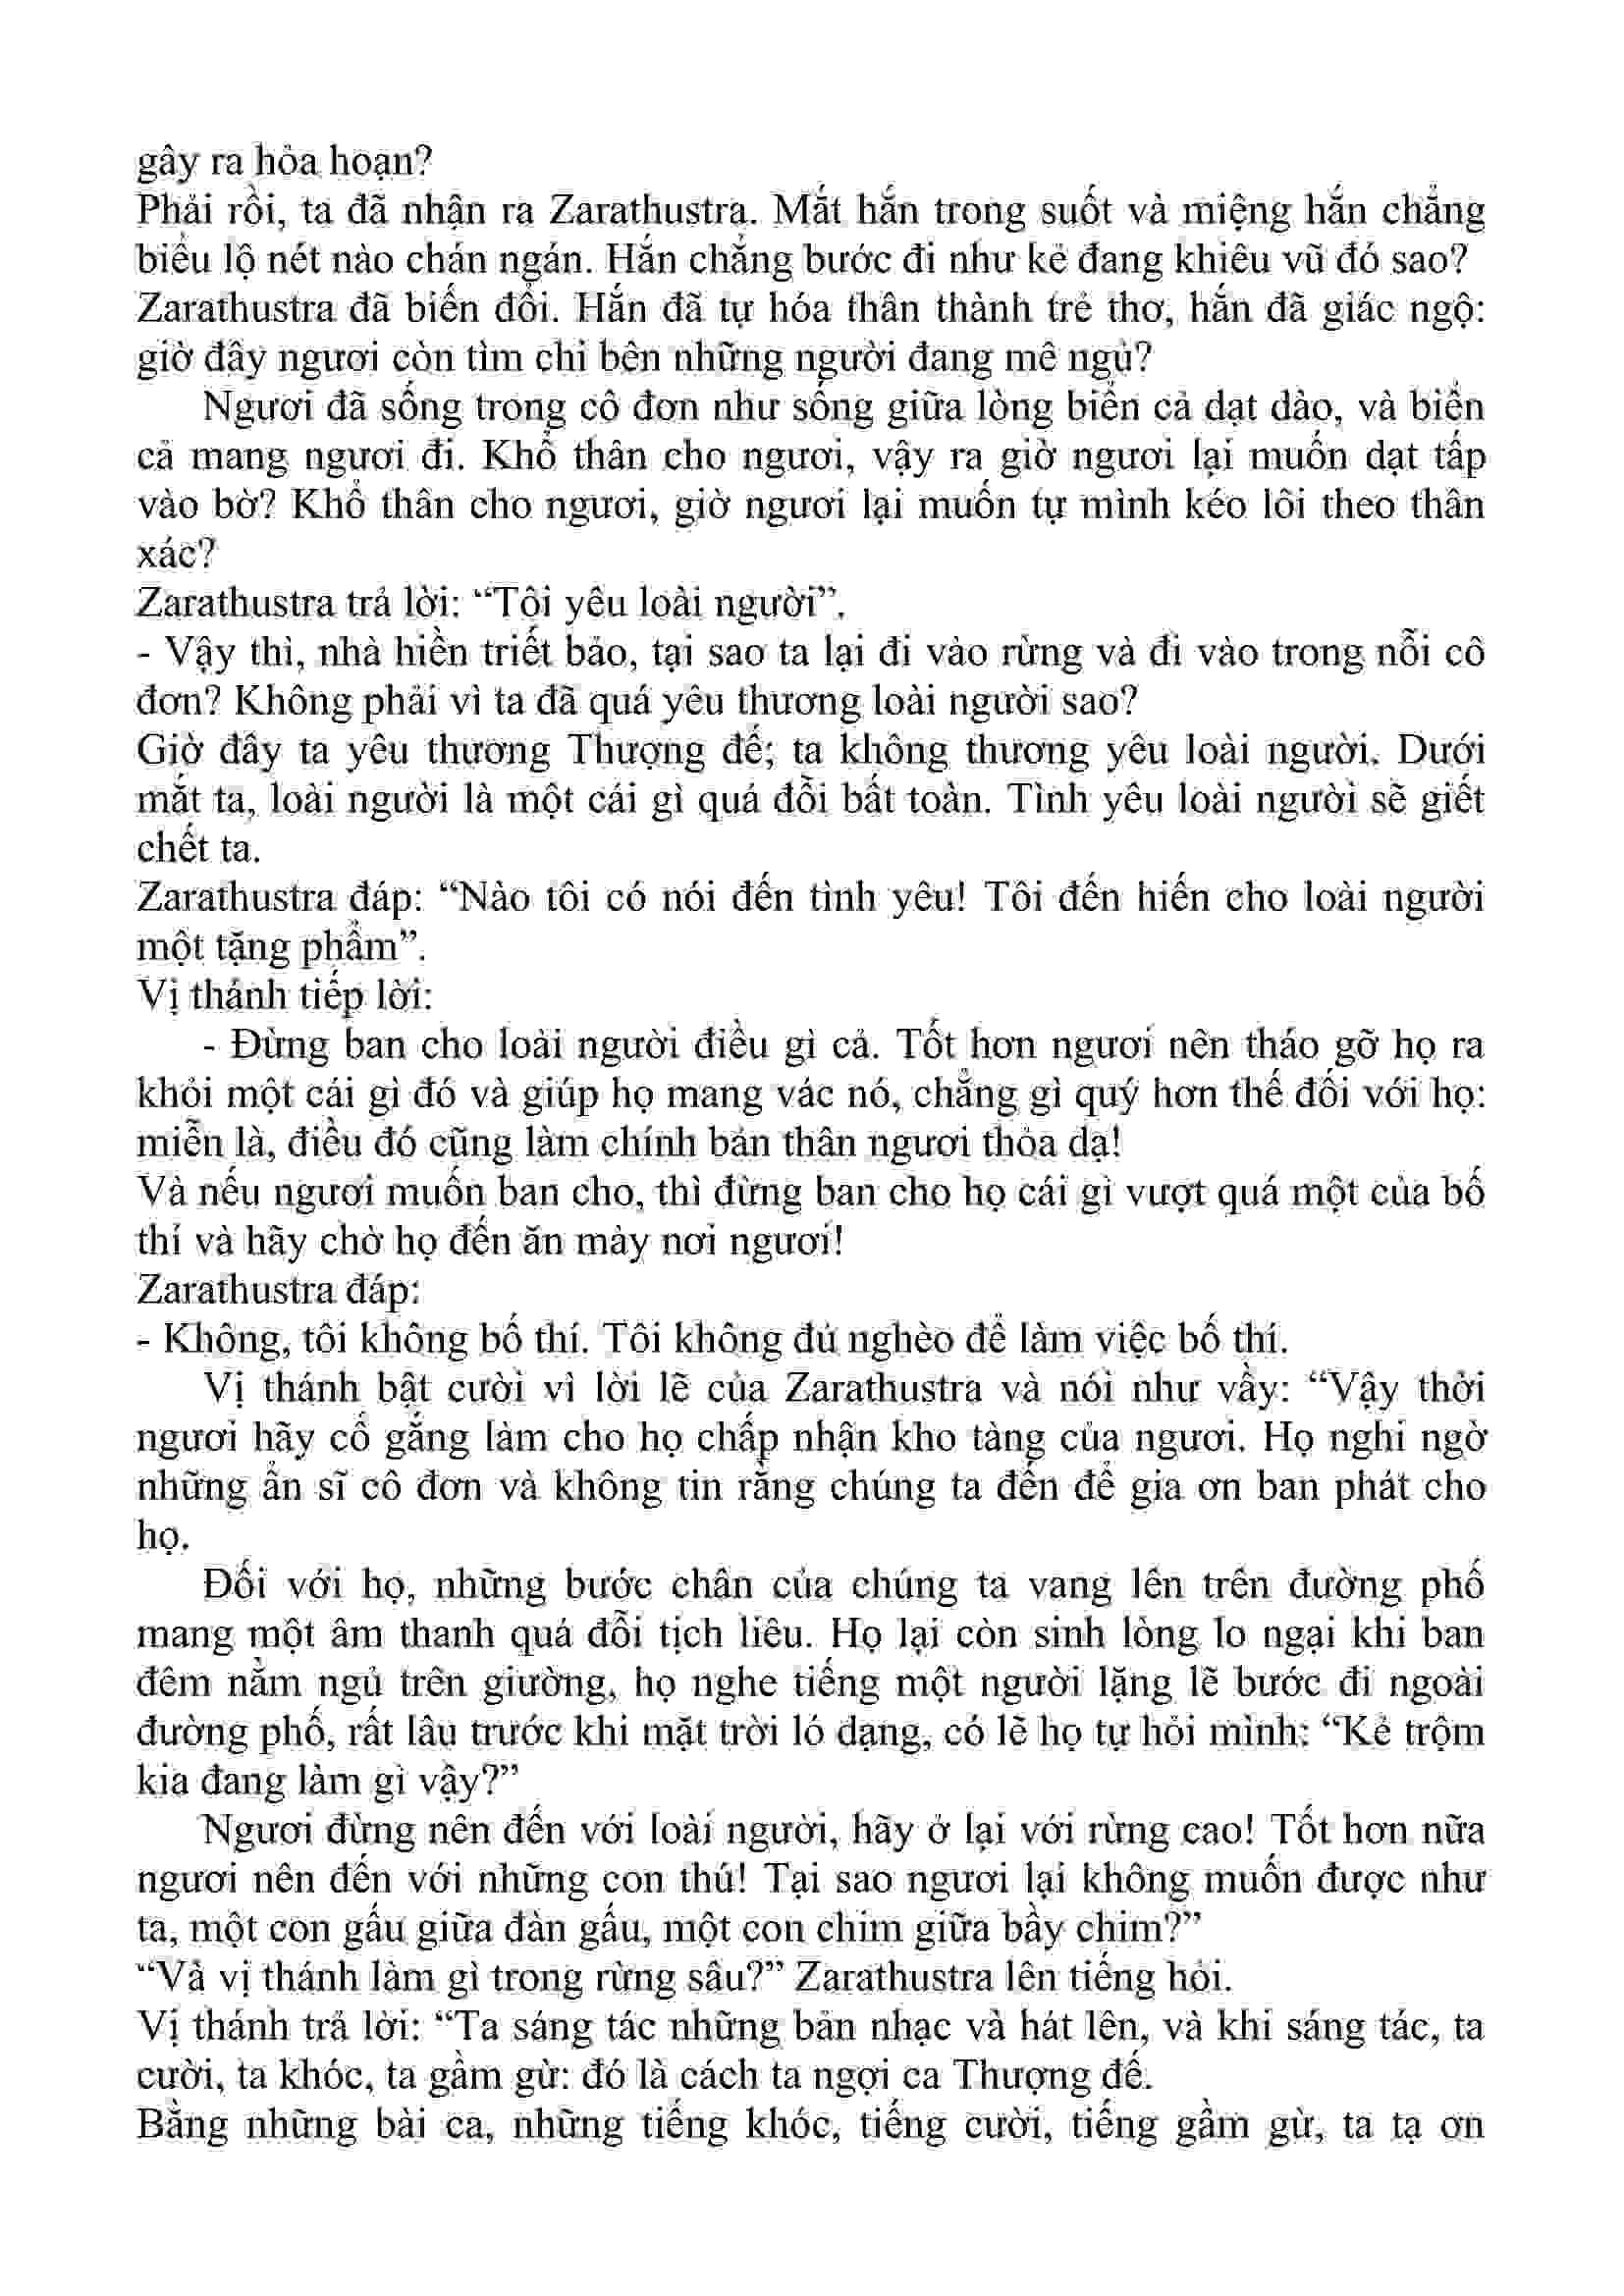 gây ra hỏa hoạn?
Phải rồi, ta đã nhận ra Zarathustra. Mắt hắn trong suốt và miệng hắn chẳng
biểu lộ nét nào chán ngán. Hắn chẳng bước đi như kẻ đang khiêu vũ đó sao?
Zarathustra đã biến đổi. Hắn đã tự hóa thân thành trẻ thơ, hắn đã giác ngộ:
giờ đây ngươi còn tìm chi bên những người đang mê ngủ?
Ngươi đã sống trong cô đơn như sống giữa lòng biển cả dạt dào, và biển
cả mang ngươi đi. Khổ thân cho ngươi, vậy ra giờ ngươi lại muốn dạt tấp
vào bờ? Khổ thân cho ngươi, giờ ngươi lại muốn tự mình kéo lôi theo thân
xác?
Zarathustra trả lời: “Tôi yêu loài người”.
- Vậy thì, nhà hiền triết bảo, tại sao ta lại đi vào rừng và đi vào trong nỗi cô
đơn? Không phải vì ta đã quá yêu thương loài người sao?
Giờ đây ta yêu thương Thượng đế; ta không thương yêu loài người. Dưới
mắt ta, loài người là một cái gì quá đỗi bất toàn. Tình yêu loài người sẽ giết
chết ta.
Zarathustra đáp: “Nào tôi có nói đến tình yêu! Tôi đến hiến cho loài người
một tặng phẩm”.
Vị thánh tiếp lời:
- Đừng ban cho loài người điều gì cả. Tốt hơn ngươi nên tháo gỡ họ ra
khỏi một cái gì đó và giúp họ mang vác nó, chẳng gì quý hơn thế đối với họ:
miễn là, điều đó cũng làm chính bản thân ngươi thỏa dạ!
Và nếu ngươi muốn ban cho, thì đừng ban cho họ cái gì vượt quá một của bố
thí và hãy chờ họ đến ăn mày nơi ngươi!
Zarathustra đáp:
- Không, tôi không bố thí. Tôi không đủ nghèo để làm việc bố thí.
Vị thánh bật cười vì lời lẽ của Zarathustra và nói như vầy: “Vậy thời
ngươi hãy cố gắng làm cho họ chấp nhận kho tàng của ngươi. Họ nghi ngờ
những ẩn sĩ cô đơn và không tin rằng chúng ta đến để gia ơn ban phát cho
họ.
Đối với họ, những bước chân của chúng ta vang lên trên đường phố
mang một âm thanh quá đỗi tịch liêu. Họ lại còn sinh lòng lo ngại khi ban
đêm nằm ngủ trên giường, họ nghe tiếng một người lặng lẽ bước đi ngoài
đường phố, rất lâu trước khi mặt trời ló dạng, có lẽ họ tự hỏi mình: “Kẻ trộm
kia đang làm gì vậy?”
Ngươi đừng nên đến với loài người, hãy ở lại với rừng cao! Tốt hơn nữa
ngươi nên đến với những con thú! Tại sao ngươi lại không muốn được như
ta, một con gấu giữa đàn gấu, một con chim giữa bầy chim?”
“Và vị thánh làm gì trong rừng sâu?” Zarathustra lên tiếng hỏi.
Vị thánh trả lời: “Ta sáng tác những bản nhạc và hát lên, và khi sáng tác, ta
cười, ta khóc, ta gầm gừ: đó là cách ta ngợi ca Thượng đế.
Bằng những bài ca, những tiếng khóc, tiếng cười, tiếng gầm gừ, ta tạ ơn